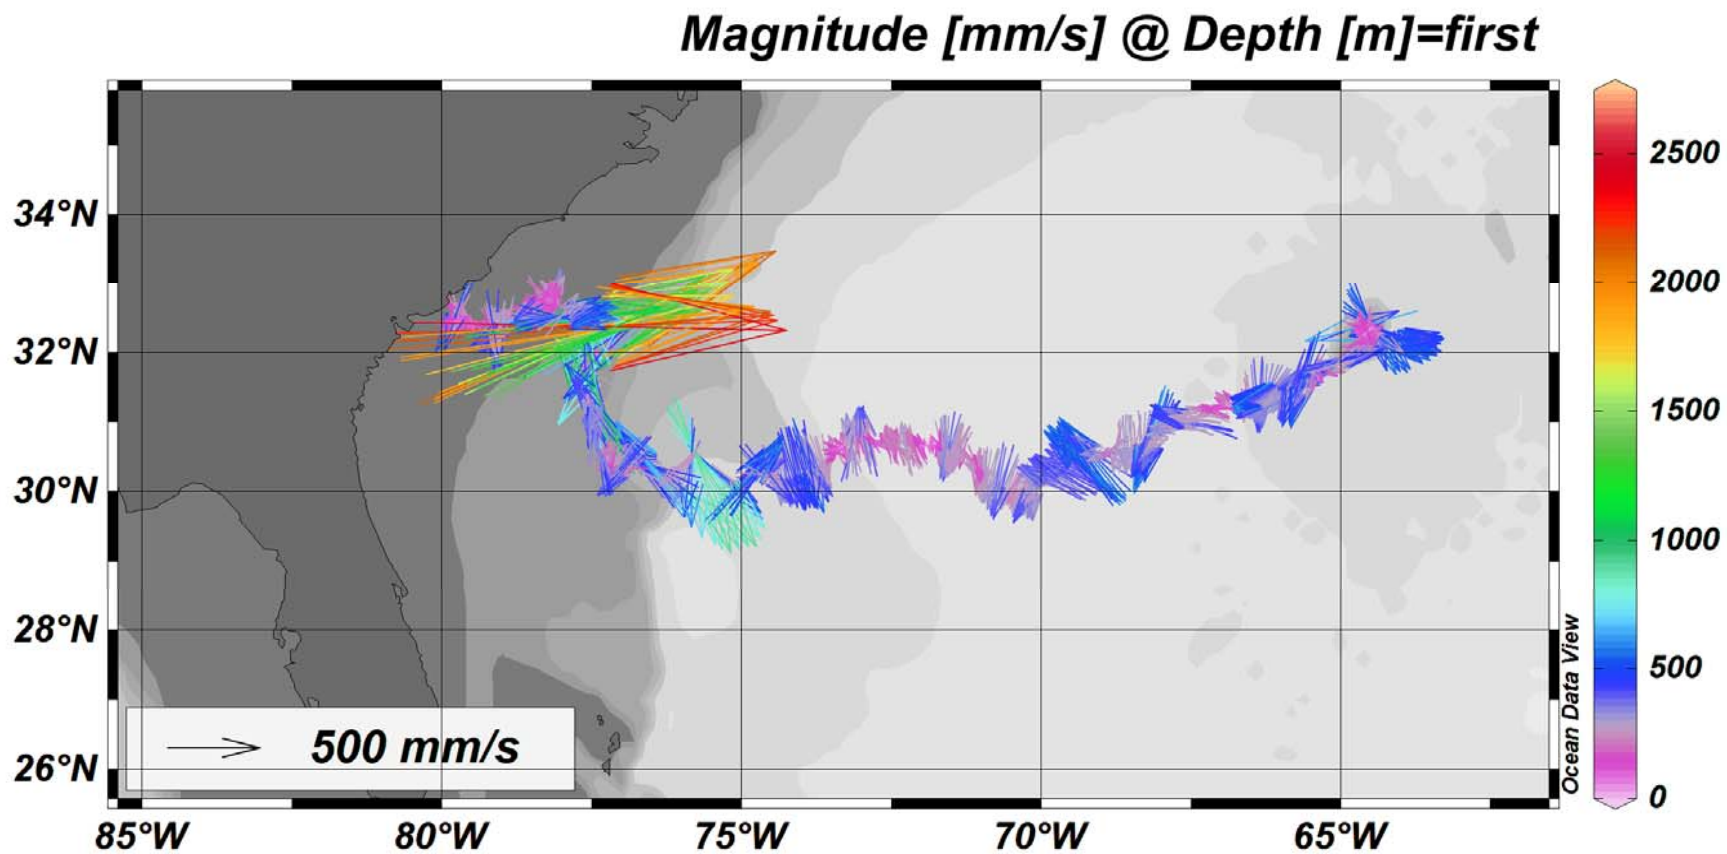 Magnitude [mm/s] @ Depth [m]=first
34°N
32°N
30°N
28°N
26°N
85°W
80°W
75°W
70°W
65°W
500 mm/s
Ocean Data View
2500
2000
1500
1000
500
0